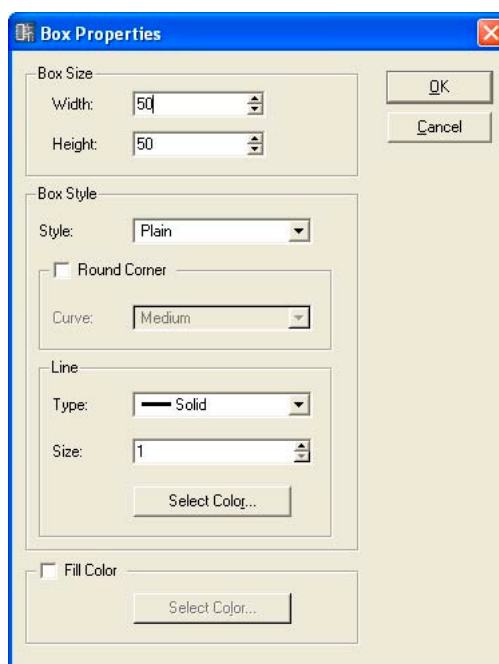 Box Properties
Box Size
Width: 50
Height: 50
OK
Cancel
Box Style
Style: Plain
Round Corner
Curve: Medium
Line
Type: Solid
Size: 1
Select Color...
Fill Color
Select Color...